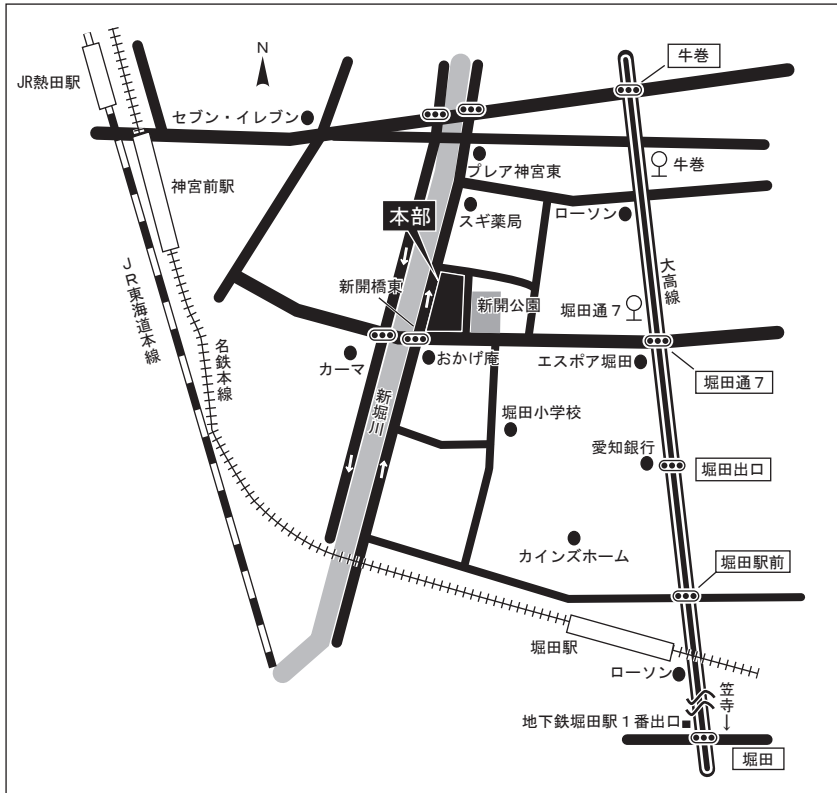 牛巻
N
JR熱田駅
セブン・イレブン
プレア神宮東
牛巻
神宮前駅
スギ薬局
ローソン
本部
大高線
新開橋東
新開公園
堀田通7
JR東海道本線
名鉄本線
カーマ
おかげ庵
エスポア堀田
堀田通7
新堀川
堀田小学校
愛知銀行
堀田出口
カインズホーム
堀田駅前
堀田駅
ローソン
笠寺
地下鉄堀田駅1番出口
堀田